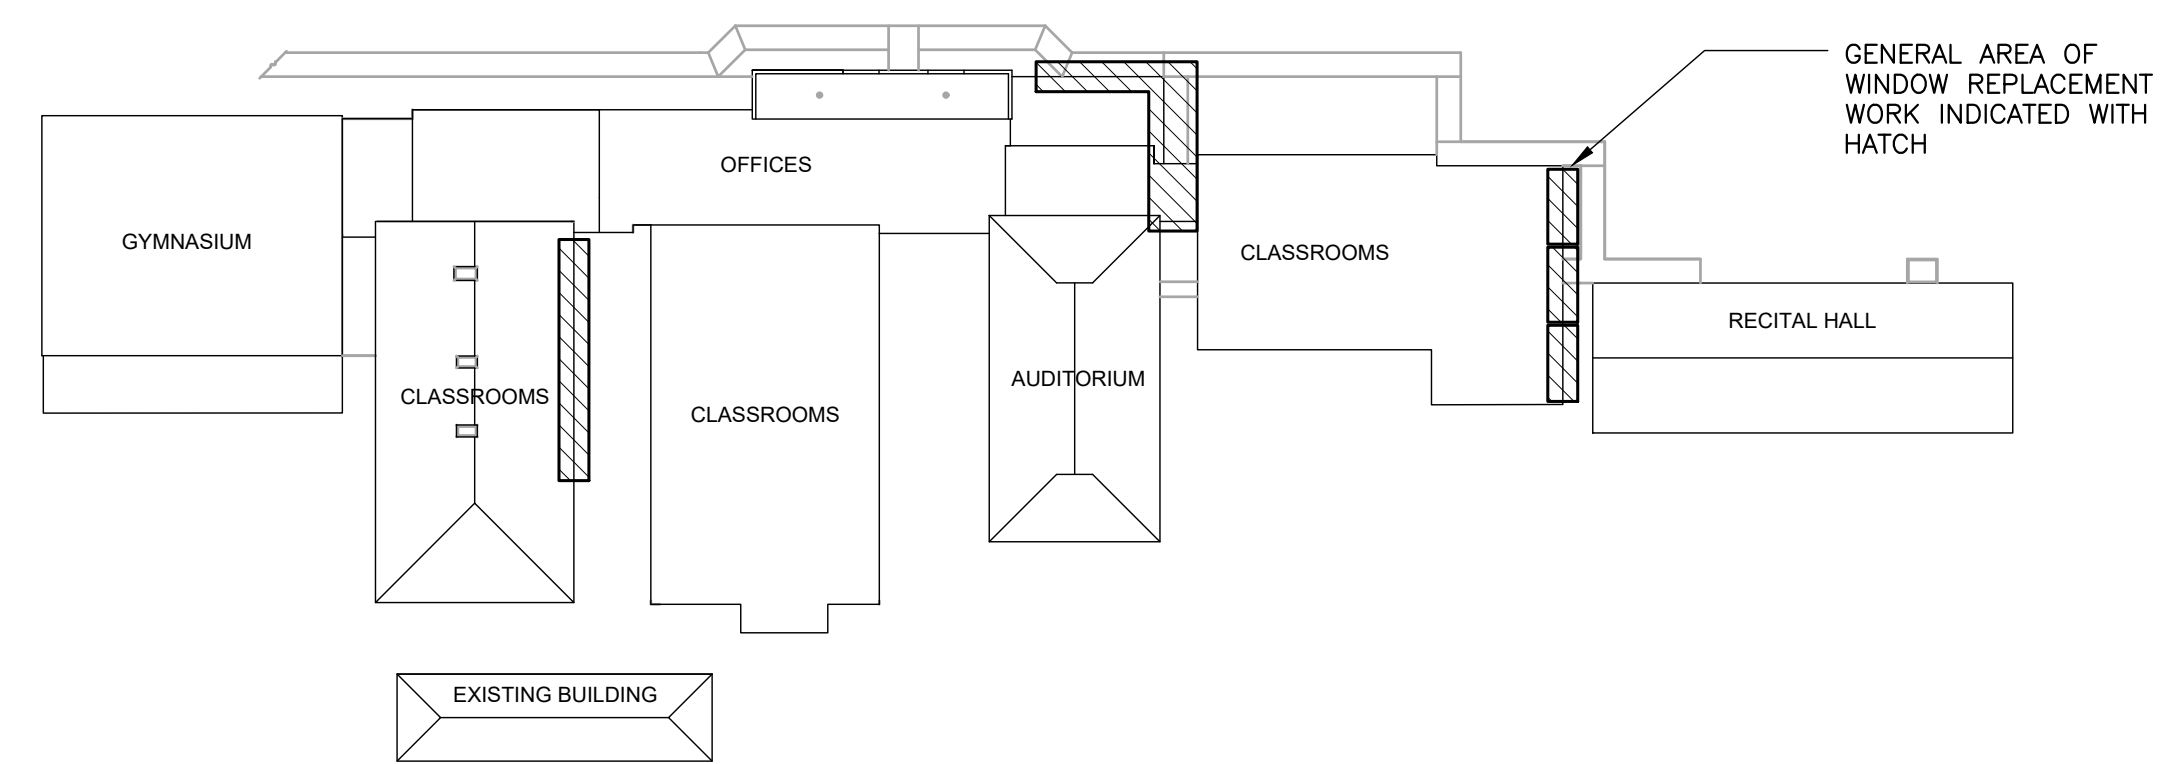 GENERAL AREA OF
WINDOW REPLACEMENT
WORK INDICATED WITH
HATCH
OFFICES
GYMNASIUM
CLASSROOMS
RECITAL HALL
AUDITORIUM
CLASSROOMS
CLASSROOMS
EXISTING BUILDING